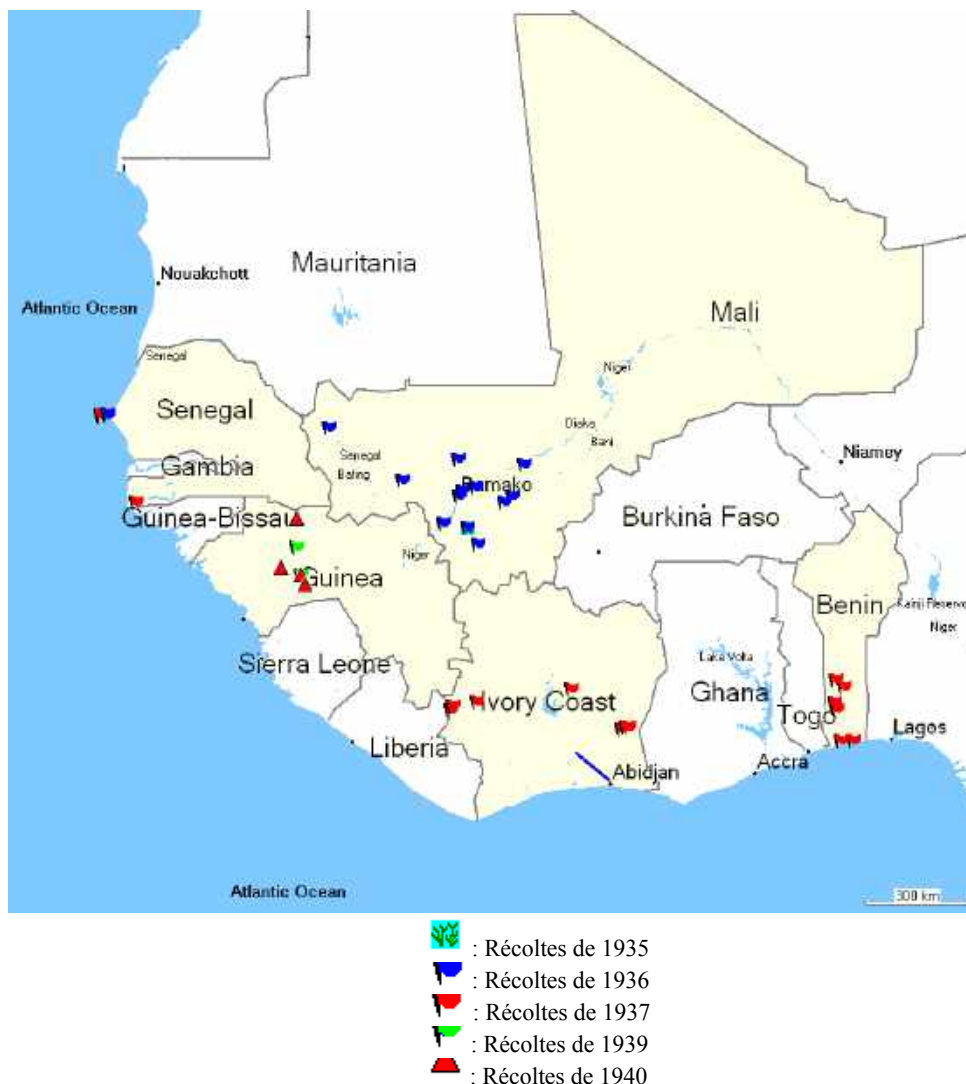 Mauritania
Nouakchott
Atlantic Ocean
Mali
Senegal
Niger
Senegal
Diaka
Bani
Gambia
Senegal
Bafing
Bamako
Niamey
Guinea-Bissau
Burkina Faso
Niger
Guinea
Benin
Kainji Reservo
Niger
Sierra Leone
Lake Volta
Ivory Coast
Ghana
Togo
Lagos
Liberia
Abidjan
Accra
Atlantic Ocean
300 km
: Récoltes de 1935
: Récoltes de 1936
: Récoltes de 1937
: Récoltes de 1939
: Récoltes de 1940